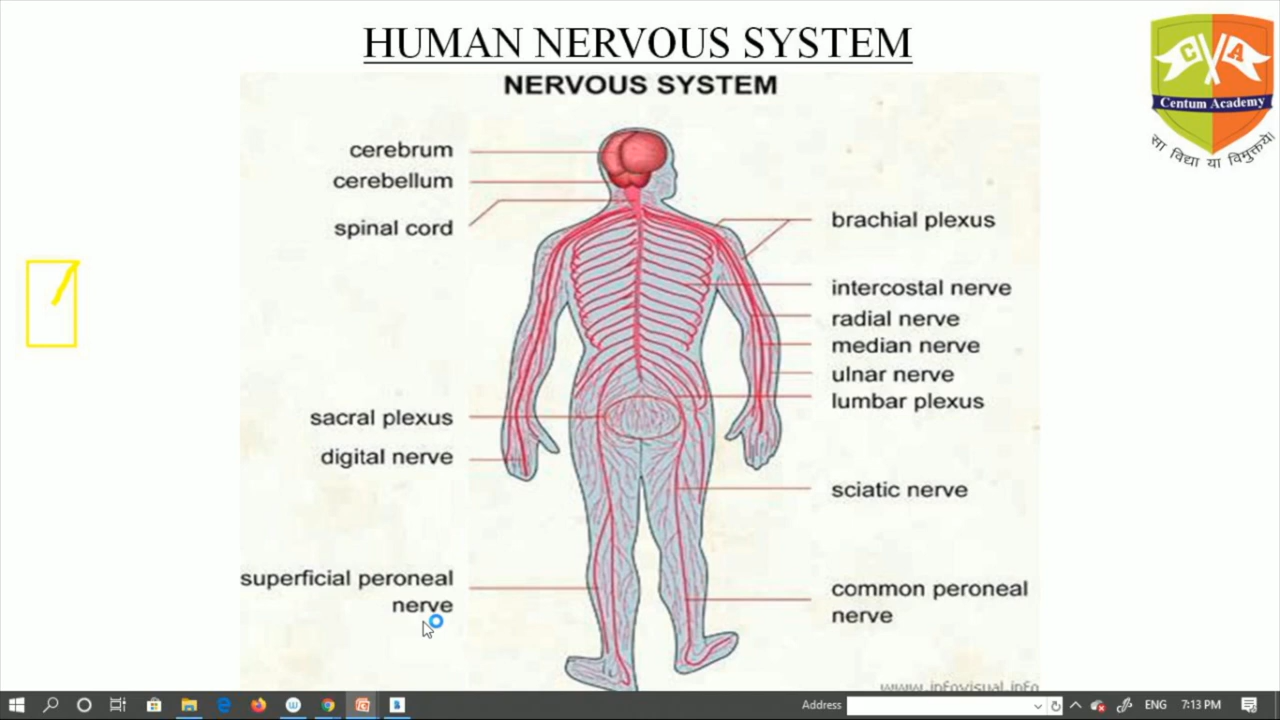 HUMAN NERVOUS SYSTEM
NERVOUS SYSTEM
C A
Centum Academy
सा विद्या या विमुक्तये।
cerebrum
cerebellum
spinal cord
sacral plexus
digital nerve
superficial peroneal
nerve
brachial plexus
intercostal nerve
radial nerve
median nerve
ulnar nerve
lumbar plexus
sciatic nerve
common peroneal
nerve
www.infovisual.info
Address
ENG
7:13 PM